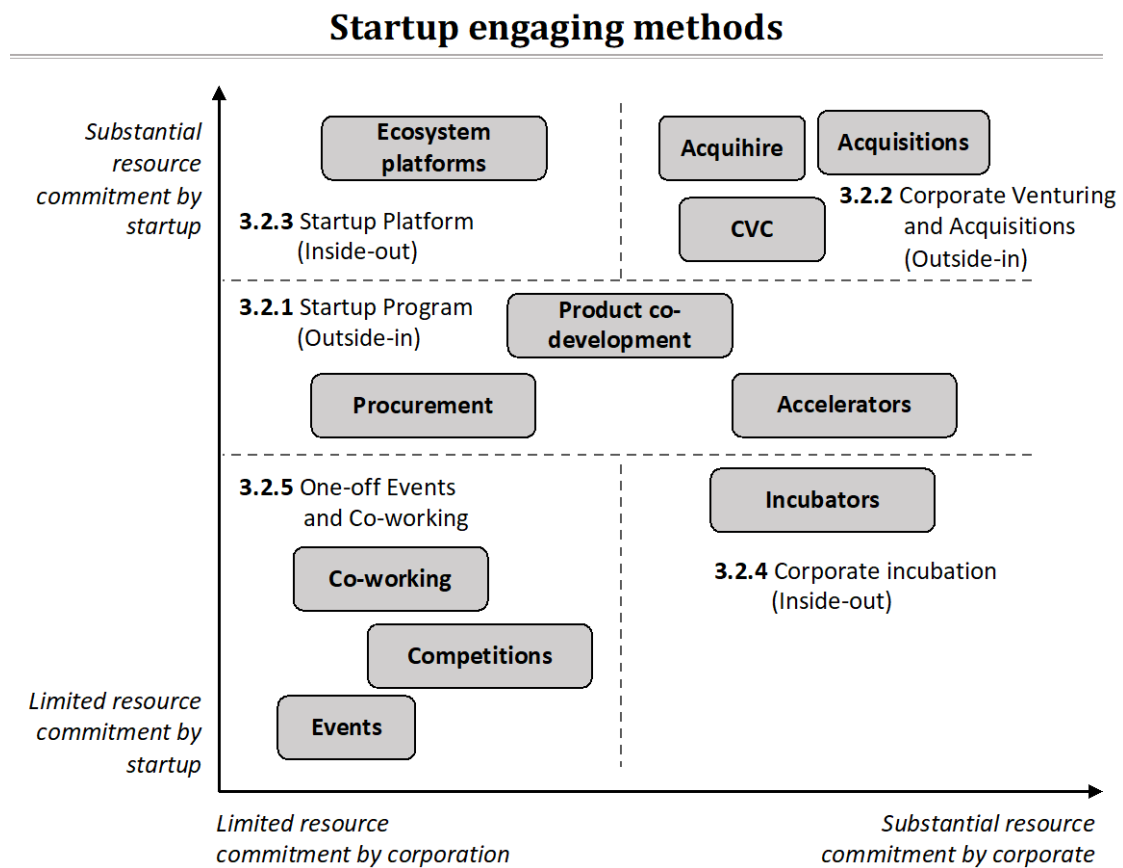 Startup engaging methods
Substantial
resource
commitment by
startup
Ecosystem
platforms
Acquihire
Acquisitions
CVC
3.2.3 Startup Platform
(Inside-out)
3.2.2 Corporate Venturing
and Acquisitions
(Outside-in)
3.2.1 Startup Program
(Outside-in)
Product co-
development
Procurement
Accelerators
3.2.5 One-off Events
and Co-working
Incubators
Co-working
3.2.4 Corporate incubation
(Inside-out)
Competitions
Events
Limited resource
commitment by
startup
Limited resource
commitment by corporation
Substantial resource
commitment by corporate